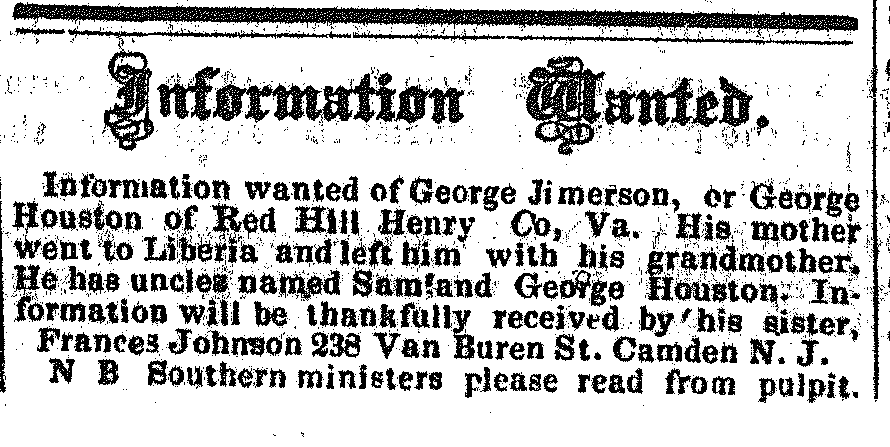 Information Wanted.
Information wanted of George Jimerson, or George
Houston of Red Hill Henry Co, Va. His mother
went to Liberia and left him with his grandmother.
He has uncles named Sam and George Houston. In-
formation will be thankfully received by his sister,
Frances Johnson 238 Van Buren St. Camden N. J.
N B Southern ministers please read from pulpit.